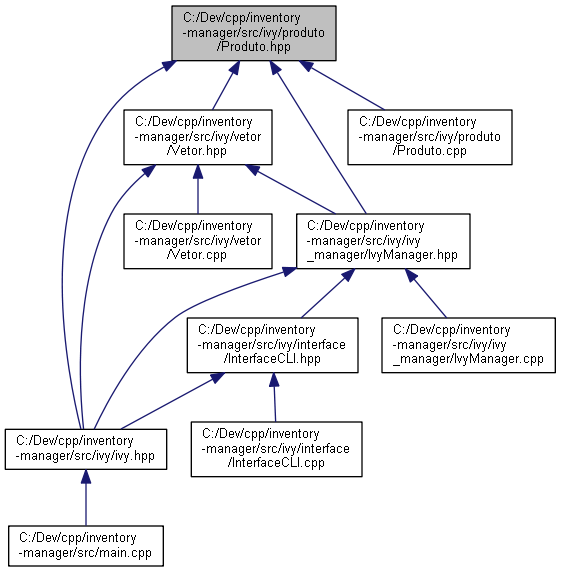 C:/Dev/cpp/inventory
-manager/src/ivy/produto
/Produto.hpp
C:/Dev/cpp/inventory
-manager/src/ivy/vetor
/Vetor.hpp
C:/Dev/cpp/inventory
-manager/src/ivy/produto
/Produto.cpp
C:/Dev/cpp/inventory
-manager/src/ivy/vetor
/Vetor.cpp
C:/Dev/cpp/inventory
-manager/src/ivy/ivy
_manager/IvyManager.hpp
C:/Dev/cpp/inventory
-manager/src/ivy/interface
/InterfaceCLI.hpp
C:/Dev/cpp/inventory
-manager/src/ivy/ivy
_manager/IvyManager.cpp
C:/Dev/cpp/inventory
-manager/src/ivy/ivy.hpp
C:/Dev/cpp/inventory
-manager/src/ivy/interface
/InterfaceCLI.cpp
C:/Dev/cpp/inventory
-manager/src/main.cpp